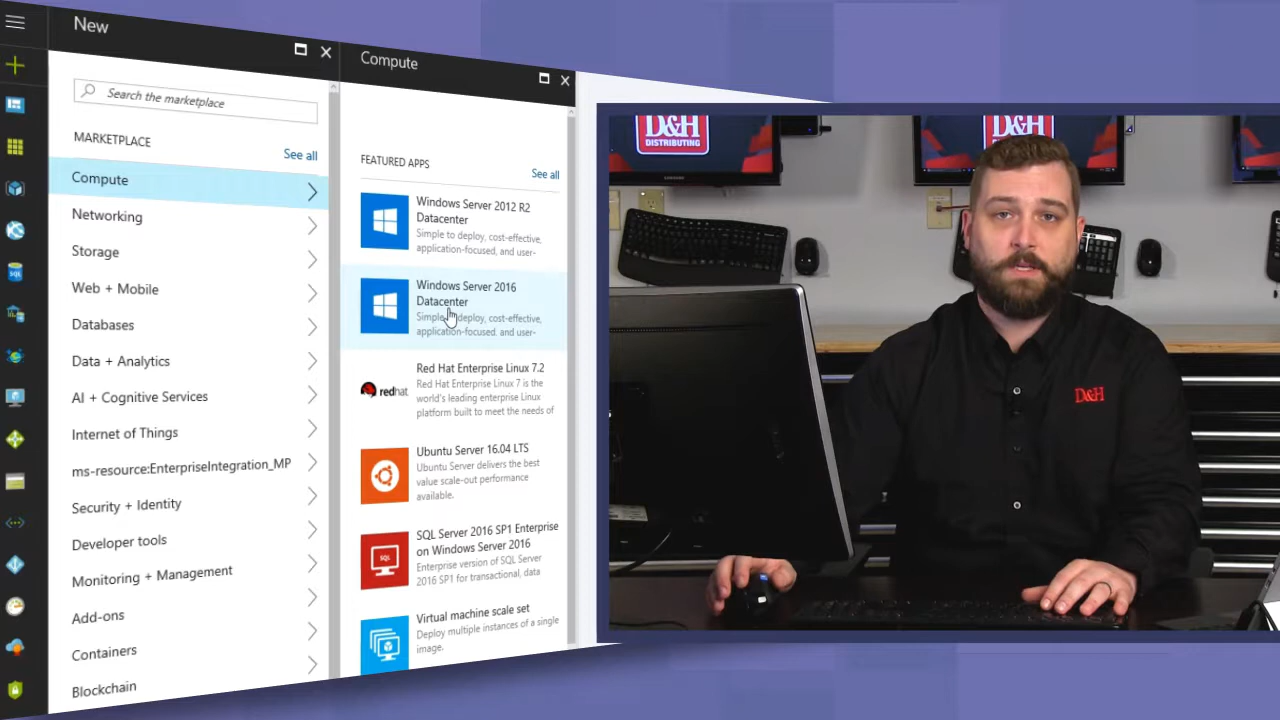 New
Search the marketplace
MARKETPLACE
See all
Compute
Networking
Storage
Web + Mobile
Databases
Data + Analytics
AI + Cognitive Services
Internet of Things
ms-resource:EnterpriseIntegration_MP
Security + Identity
Developer tools
Monitoring + Management
Add-ons
Containers
Blockchain
SQL
Compute
FEATURED APPS
See all
Windows Server 2012 R2
Datacenter
Simple to deploy, cost-effective,
application-focused, and user-
Windows Server 2016
Datacenter
Simple deploy, cost-effective,
application-focused, and user-
redhat
Red Hat Enterprise Linux 7.2
Red Hat Enterprise Linux 7 is the
world's leading enterprise Linux
platform built to meet the needs of
Ubuntu Server 16.04 LTS
Ubuntu Server delivers the best
value scale-out performance
available.
SQL
SQL Server 2016 SP1 Enterprise
on Windows Server 2016
Enterprise version of SQL Server
2016 SP1 for transactional, data
Virtual machine scale set
Deploy multiple instances of a single
image.
D&H
DISTRIBUTING
SAMSUNG
D&H
DISTRIBUTING
D&H